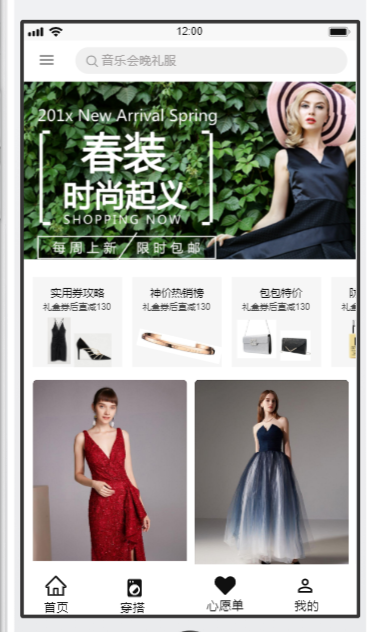 12:00
音乐会晚礼服
201x New Arrival Spring
春装
时尚起义
SHOPPING NOW
每周上新 限时包邮
实用券攻略 神价热销榜 包包特价
礼盒券后直减130 礼盒券后直减130 礼盒券后直减130
首页 穿搭 心愿单 我的